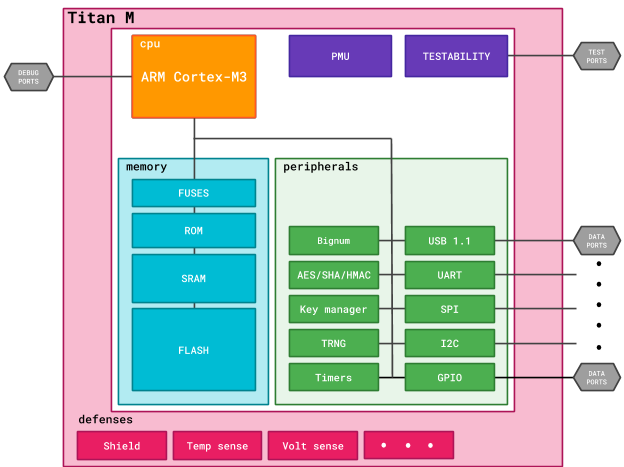 Titan M
cpu
ARM Cortex-M3
PMU
TESTABILITY
DEBUG
PORTS
TEST
PORTS
memory
FUSES
ROM
SRAM
FLASH
peripherals
Bignum
USB 1.1
AES/SHA/HMAC
UART
Key manager
SPI
TRNG
I2C
Timers
GPIO
DATA
PORTS
DATA
PORTS
defenses
Shield
Temp sense
Volt sense
• • •